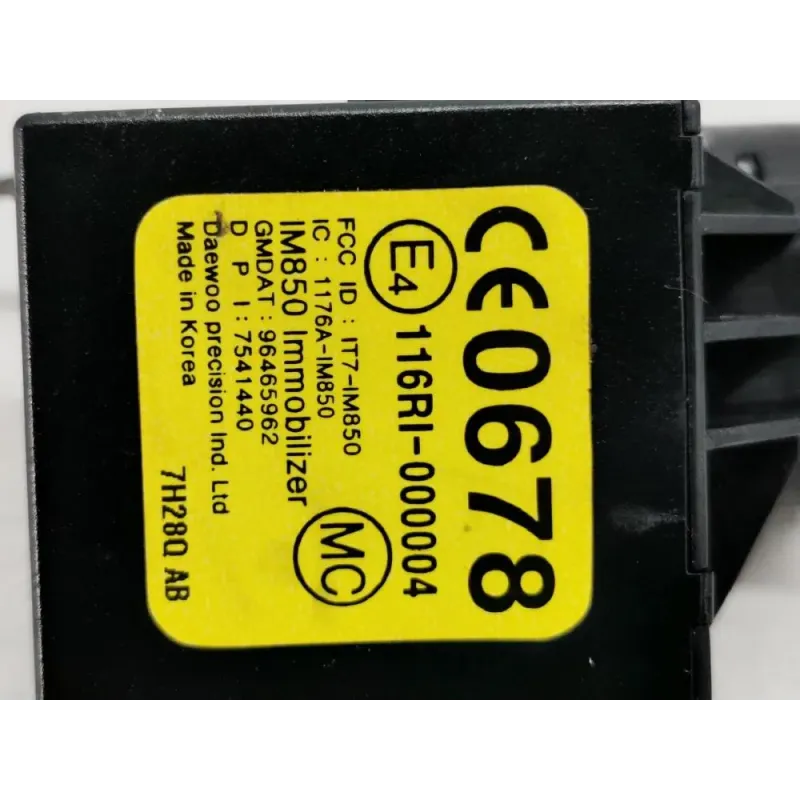 CE0678
E4 116RI-000004
FCC ID : IT7-IM850
IC : 1176A-IM850
MC
IM850 Immobilizer
GMDAT : 96465962
D P I : 7541440
Daewoo precision Ind. Ltd
Made in Korea
7H28Q AB